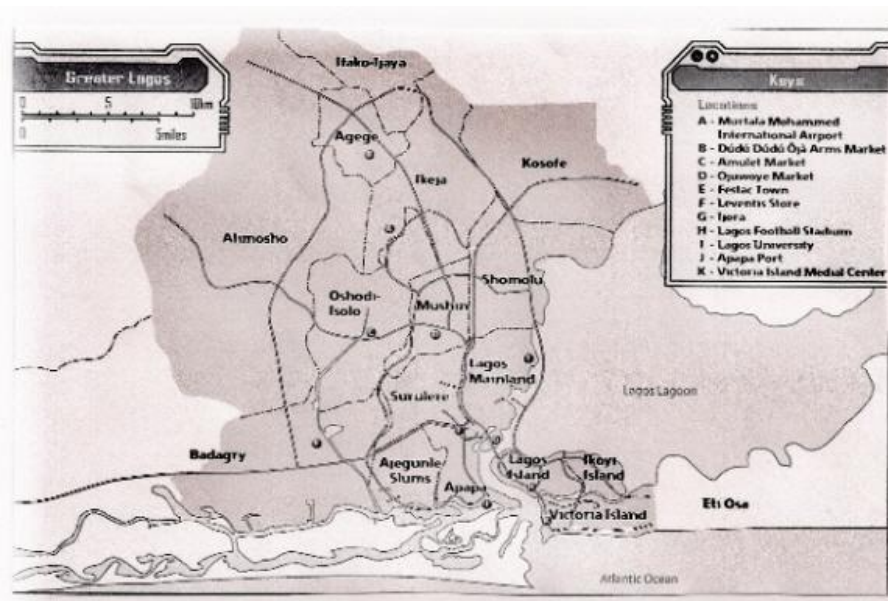 Greater Lagos
0 5 10km
0 5miles
Keys
Locations
A - Murtala Mohammed
International Airport
B - Dúdú Dúdú Ọjà Arms Market
C - Amulet Market
D - Ojuwoye Market
E - Festac Town
F - Leventis Store
G - Ijora
H - Lagos Football Stadium
I - Lagos University
J - Apapa Port
K - Victoria Island Medial Center
Ifako-Ijaya
Agege
Ikeja
Kosofe
Alimosho
Oshodi-
Isolo
Mushin
Shomolu
Lagos
Mainland
Surulere
Lagos Lagoon
Badagry
Ajegunle
Slums
Apapa
Lagos
Island
Ikoyi
Island
Victoria Island
Eti Osa
Atlantic Ocean